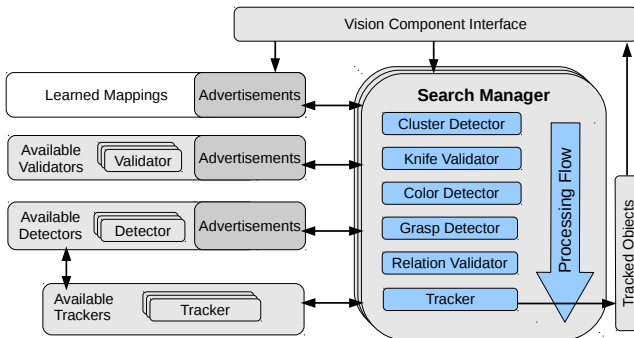 Vision Component Interface
Learned Mappings
Advertisements
Search Manager
Cluster Detector
Available
Validators
Validator
Advertisements
Knife Validator
Color Detector
Available
Detectors
Detector
Advertisements
Grasp Detector
Relation Validator
Available
Trackers
Tracker
Tracker
Processing Flow
Tracked Objects